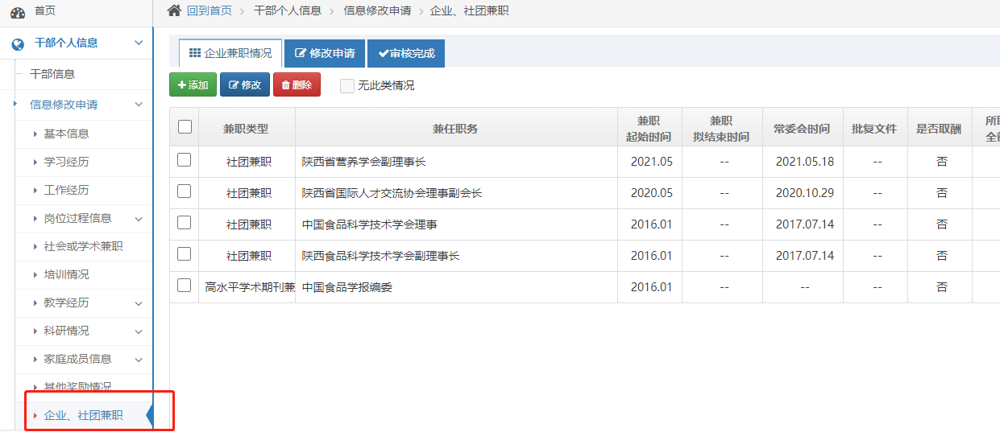 首页
回到首页 干部个人信息 信息修改申请 企业、社团兼职
干部个人信息
干部信息
信息修改申请
基本信息
学习经历
工作经历
岗位过程信息
社会或学术兼职
培训情况
教学经历
科研情况
家庭成员信息
其他奖励情况
企业、社团兼职
企业兼职情况 修改申请 审核完成
添加 修改 删除 无此类情况
兼职类型 兼任职务 兼职 起始时间 兼职 拟结束时间 常委会时间 批复文件 是否取酬
社团兼职 陕西省营养学会副理事长 2021.05 -- 2021.05.18 -- 否
社团兼职 陕西省国际人才交流协会理事副会长 2020.05 -- 2020.10.29 -- 否
社团兼职 中国食品科学技术学会理事 2016.01 -- 2017.07.14 -- 否
社团兼职 陕西食品科学技术学会副理事长 2016.01 -- 2017.07.14 -- 否
高水平学术期刊兼 中国食品学报编委 2016.01 -- -- -- 否